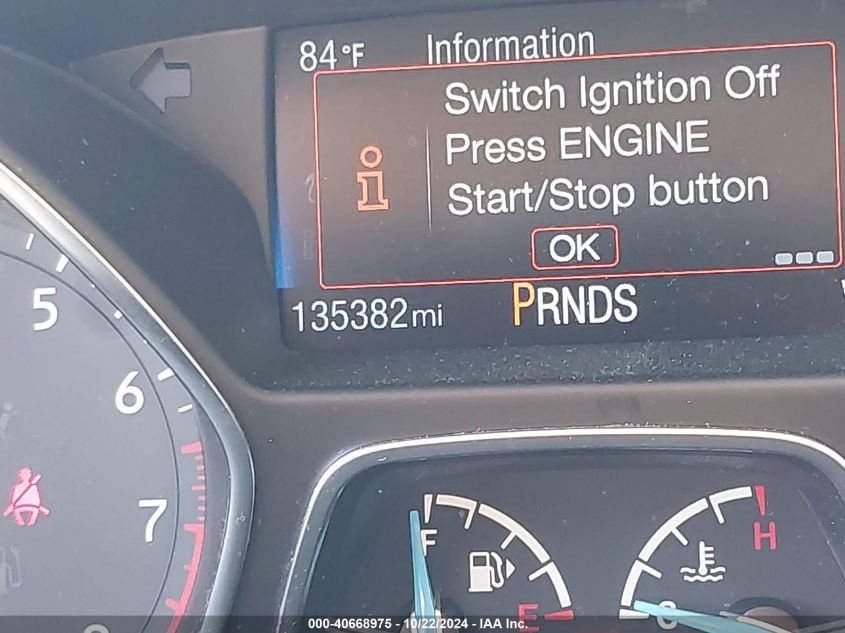 84°F Information
Switch Ignition Off
Press ENGINE
Start/Stop button
OK
135382mi PRNDS
5
6
7
F
E
H
C
000-40668975 - 10/22/2024 - IAA Inc.